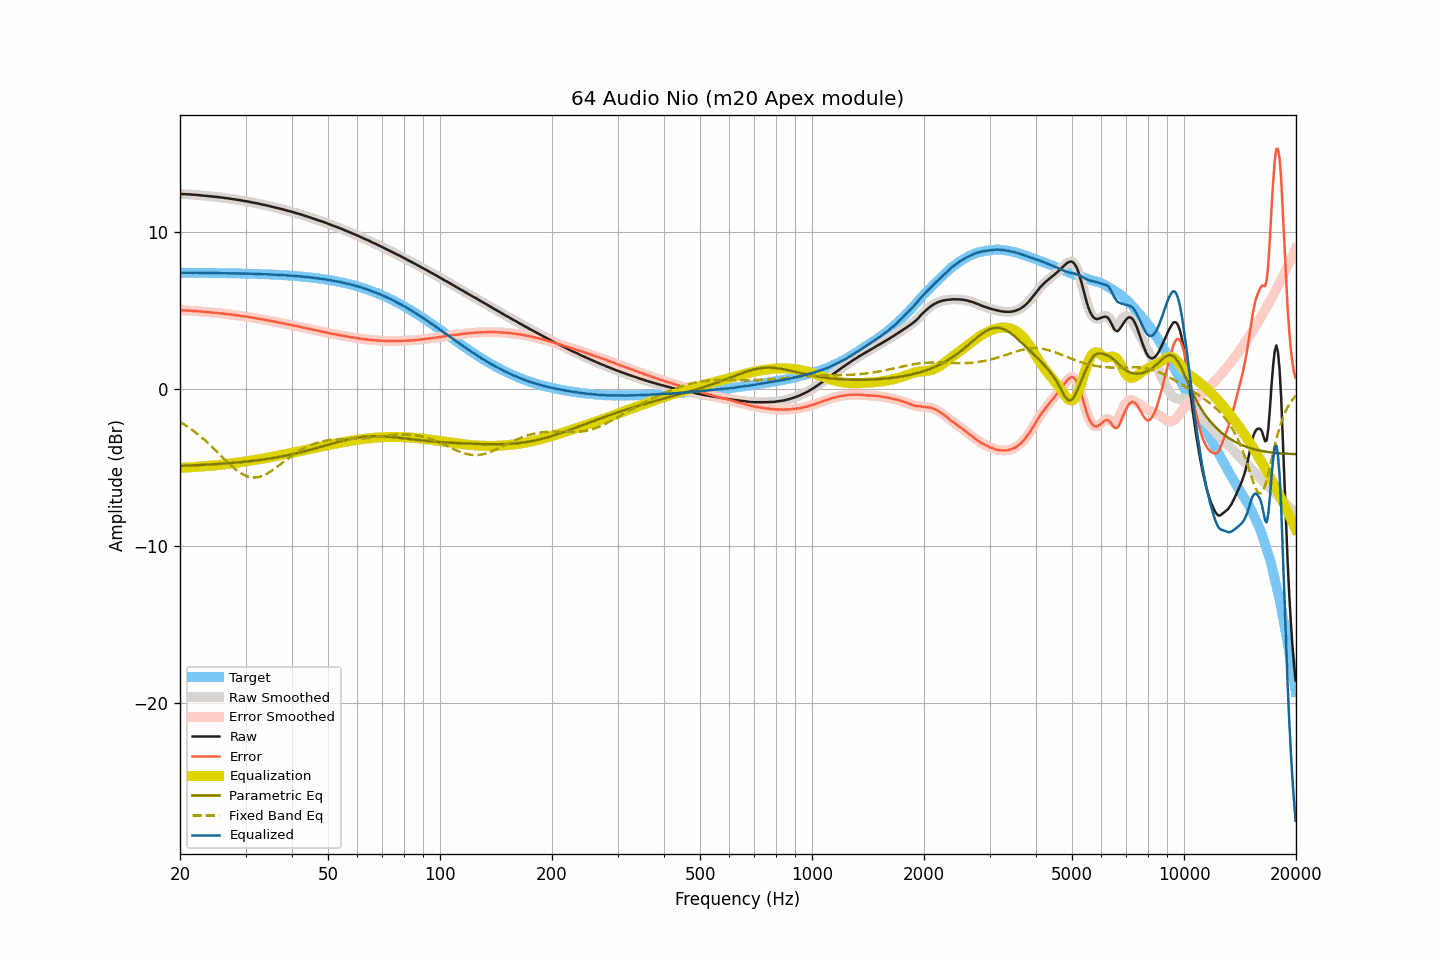 64 Audio Nio (m20 Apex module)
Amplitude (dBr)
10
0
−10
−20
Target
Raw Smoothed
Error Smoothed
Raw
Error
Equalization
Parametric Eq
Fixed Band Eq
Equalized
20 50 100 200 500 1000 2000 5000 10000 20000
Frequency (Hz)